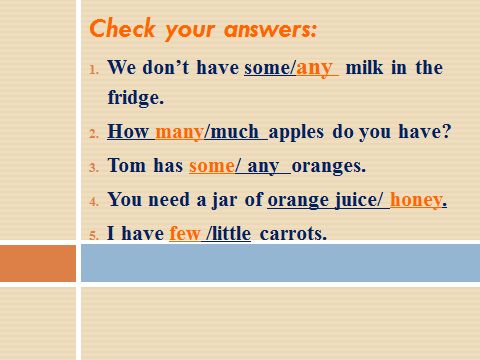 Check your answers:
1. We don't have some/any milk in the
fridge.
2. How many/much apples do you have?
3. Tom has some/ any oranges.
4. You need a jar of orange juice/ honey.
5. I have few /little carrots.